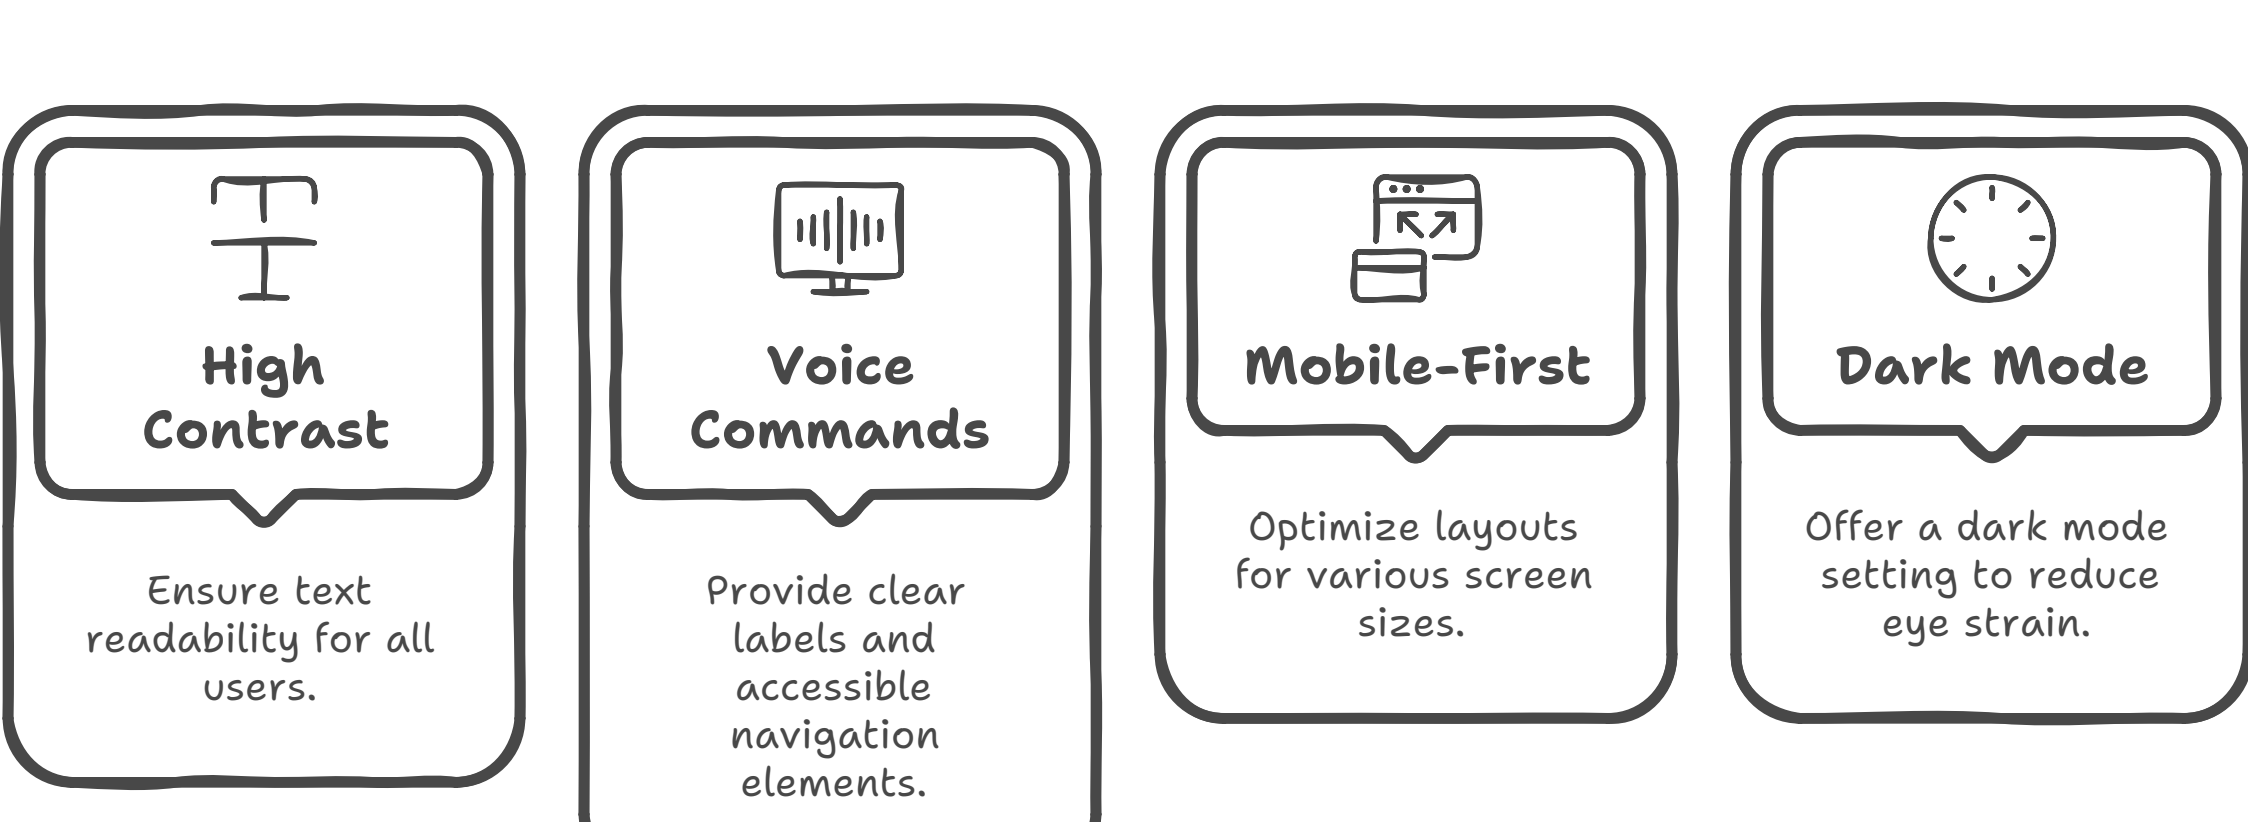 High
Contrast
Ensure text
readability for all
users.
Voice
Commands
Provide clear
labels and
accessible
navigation
elements.
Mobile-First
Optimize layouts
for various screen
sizes.
Dark Mode
Offer a dark mode
setting to reduce
eye strain.